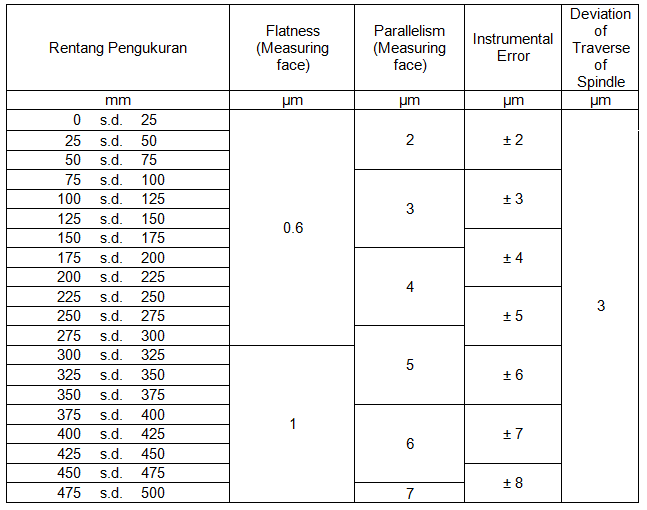 Rentang Pengukuran Flatness (Measuring face) Parallelism (Measuring face) Instrumental Error Deviation of Traverse of Spindle
mm µm µm µm µm
0 s.d. 25 0.6 2 ± 2 3
25 s.d. 50
50 s.d. 75
75 s.d. 100 3 ± 3
100 s.d. 125
125 s.d. 150
150 s.d. 175 ± 4
175 s.d. 200 4
200 s.d. 225
225 s.d. 250 ± 5
250 s.d. 275
275 s.d. 300 5
300 s.d. 325 1 ± 6
325 s.d. 350
350 s.d. 375
375 s.d. 400 6 ± 7
400 s.d. 425
425 s.d. 450
450 s.d. 475 ± 8
475 s.d. 500 7